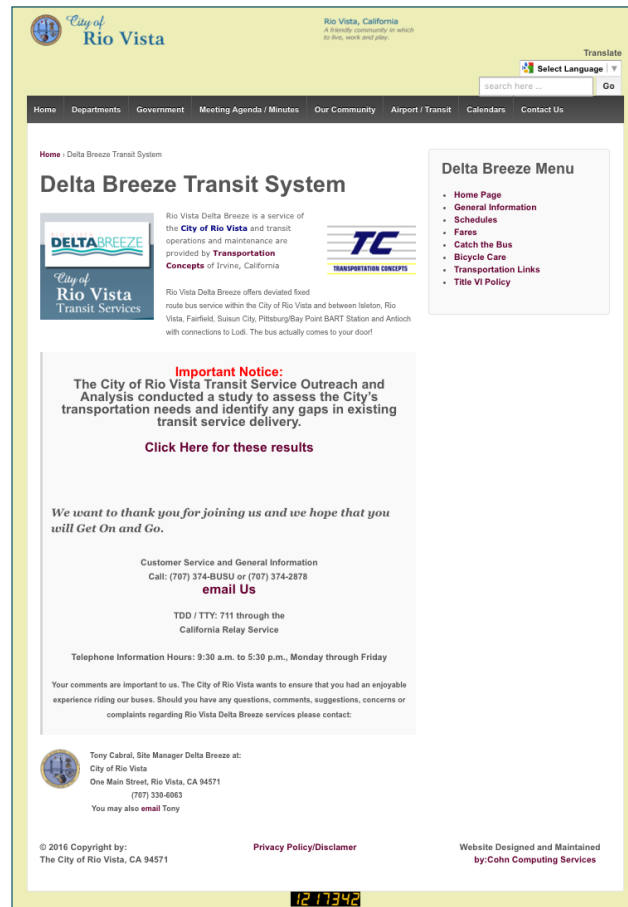 City of
Rio Vista
Rio Vista, California
A friendly community in which
to live, work and play.
Translate
Select Language ▼
search here ...
Go
Home Departments Government Meeting Agenda / Minutes Our Community Airport / Transit Calendars Contact Us
Home › Delta Breeze Transit System
Delta Breeze Transit System
DELTABREEZE
City of
Rio Vista
Transit Services
Rio Vista Delta Breeze is a service of
the City of Rio Vista and transit
operations and maintenance are
provided by Transportation
Concepts of Irvine, California
TC
TRANSPORTATION CONCEPTS
Rio Vista Delta Breeze offers deviated fixed
route bus service within the City of Rio Vista and between Isleton, Rio
Vista, Fairfield, Suisun City, Pittsburg/Bay Point BART Station and Antioch
with connections to Lodi. The bus actually comes to your door!
Important Notice:
The City of Rio Vista Transit Service Outreach and
Analysis conducted a study to assess the City's
transportation needs and identify any gaps in existing
transit service delivery.
Click Here for these results
We want to thank you for joining us and we hope that you
will Get On and Go.
Customer Service and General Information
Call: (707) 374-BUSU or (707) 374-2878
email Us
TDD / TTY: 711 through the
California Relay Service
Telephone Information Hours: 9:30 a.m. to 5:30 p.m., Monday through Friday
Your comments are important to us. The City of Rio Vista wants to ensure that you had an enjoyable
experience riding our buses. Should you have any questions, comments, suggestions, concerns or
complaints regarding Rio Vista Delta Breeze services please contact:
Tony Cabral, Site Manager Delta Breeze at:
City of Rio Vista
One Main Street, Rio Vista, CA 94571
(707) 330-6063
You may also email Tony
Delta Breeze Menu
• Home Page
• General Information
• Schedules
• Fares
• Catch the Bus
• Bicycle Care
• Transportation Links
• Title VI Policy
© 2016 Copyright by:
The City of Rio Vista, CA 94571
Privacy Policy/Disclamer
Website Designed and Maintained
by:Cohn Computing Services
1217342